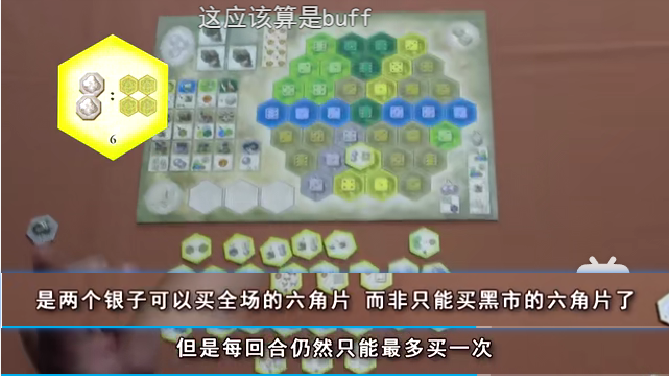 这应该算是buff
:
6
是两个银子可以买全场的六角片 而非只能买黑市的六角片了
但是每回合仍然只能最多买一次